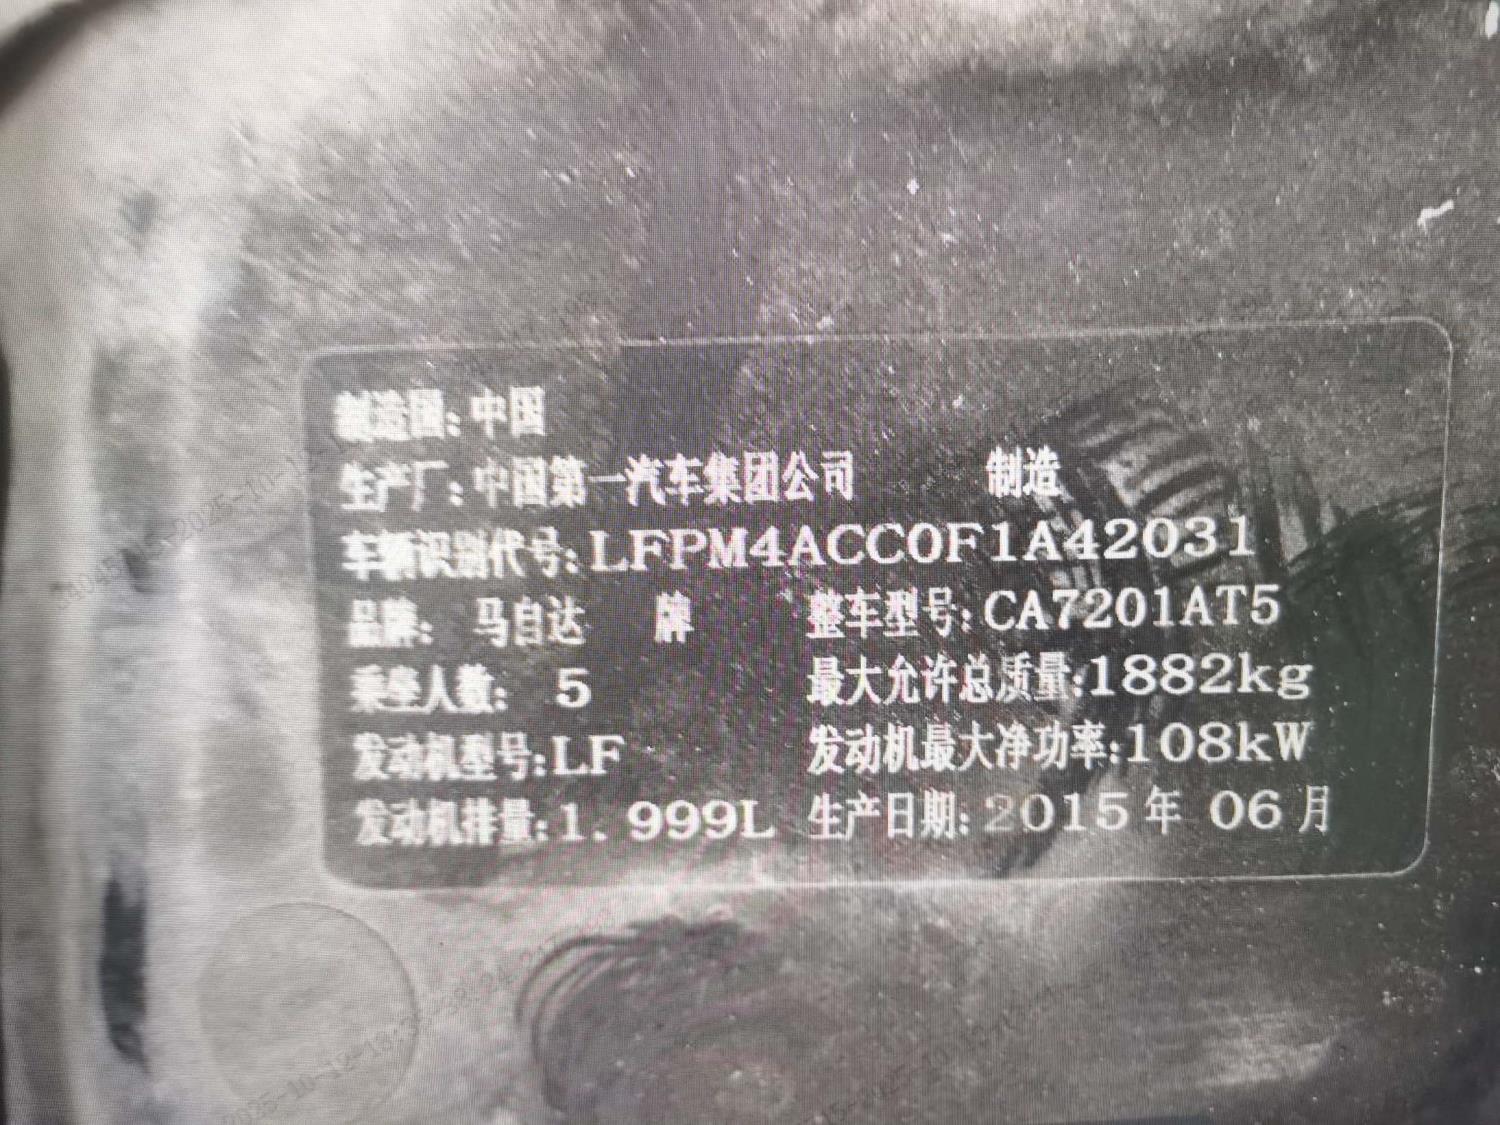 制造国:中国
生产厂:中国第一汽车集团公司 制造
车辆识别代号:LFPM4ACC0F1A42031
品牌: 马自达 牌 整车型号:CA7201AT5
乘坐人数: 5 最大允许总质量:1882kg
发动机型号:LF 发动机最大净功率:108kW
发动机排量:1.999L 生产日期:2015年 06月